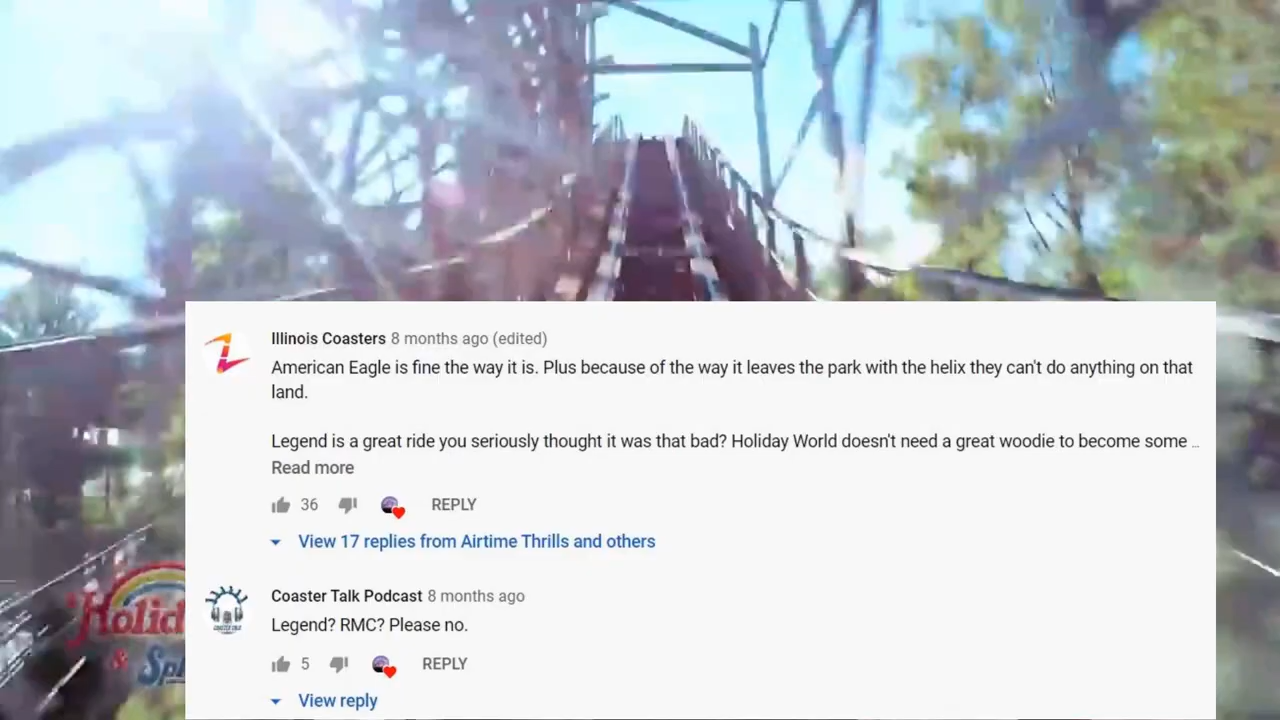 Illinois Coasters 8 months ago (edited)
American Eagle is fine the way it is. Plus because of the way it leaves the park with the helix they can't do anything on that
land.
Legend is a great ride you seriously thought it was that bad? Holiday World doesn't need a great woodie to become some ...
Read more
36 REPLY
View 17 replies from Airtime Thrills and others
Coaster Talk Podcast 8 months ago
Legend? RMC? Please no.
5 REPLY
View reply
Holid
& Spl